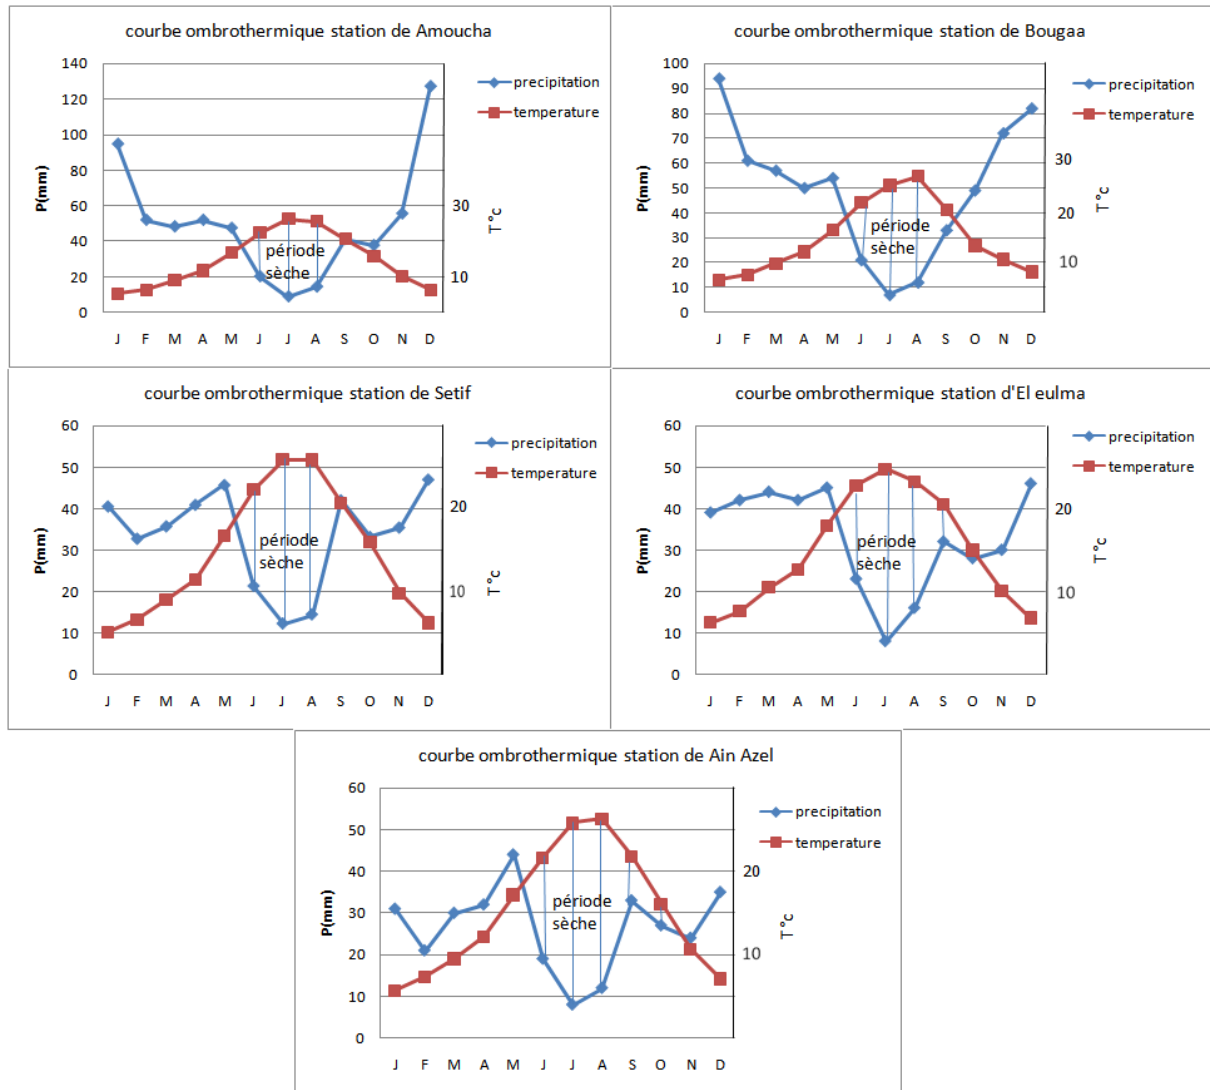 courbe ombrothermique station de Amoucha
140
120
100
80
60
40
20
0
P(mm)
30
10
T°c
précipitation
temperature
période
sèche
J F M A M J J A S O N D
courbe ombrothermique station de Bougaa
100
90
80
70
60
50
40
30
20
10
0
P(mm)
30
20
10
T°c
precipitation
temperature
période
sèche
J F M A M J J A S O N D
courbe ombrothermique station de Setif
60
50
40
30
20
10
0
P(mm)
20
10
T°c
precipitation
temperature
période
sèche
J F M A M J J A S O N D
courbe ombrothermique station d'El eulma
60
50
40
30
20
10
0
P(mm)
20
10
T°c
precipitation
temperature
période
sèche
J F M A M J J A S O N D
courbe ombrothermique station de Ain Azel
60
50
40
30
20
10
0
P(mm)
20
10
T°c
precipitation
temperature
période
sèche
J F M A M J J A S O N D